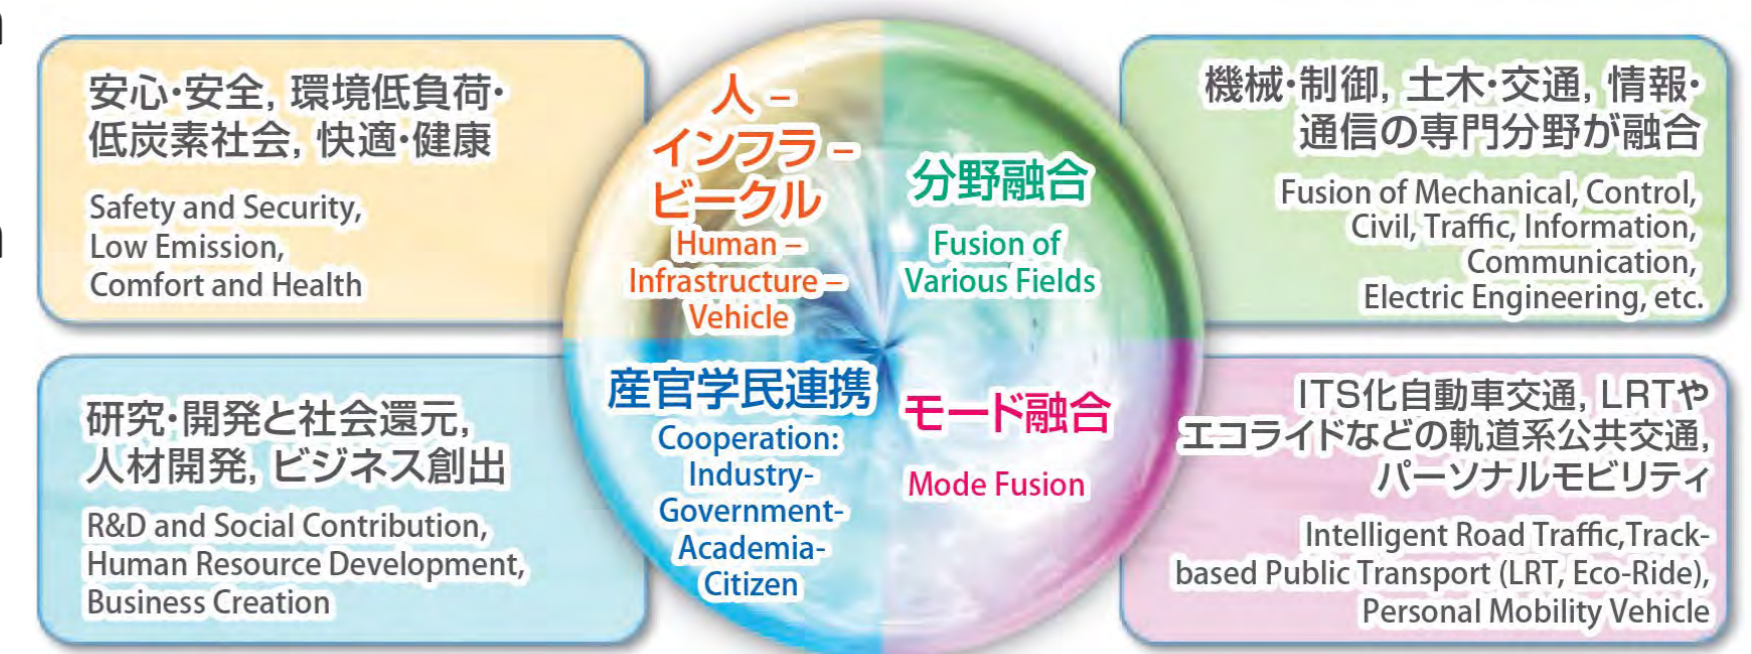 安心・安全, 環境低負荷・
低炭素社会, 快適・健康
Safety and Security,
Low Emission,
Comfort and Health
人 –
インフラ –
ビークル
Human –
Infrastructure –
Vehicle
分野融合
Fusion of
Various Fields
機械・制御, 土木・交通, 情報・
通信の専門分野が融合
Fusion of Mechanical, Control,
Civil, Traffic, Information,
Communication,
Electric Engineering, etc.
研究・開発と社会還元,
人材開発, ビジネス創出
R&D and Social Contribution,
Human Resource Development,
Business Creation
産官学民連携
Cooperation:
Industry-
Government-
Academia-
Citizen
モード融合
Mode Fusion
ITS化自動車交通, LRTや
エコライドなどの軌道系公共交通,
パーソナルモビリティ
Intelligent Road Traffic,Track-
based Public Transport (LRT, Eco-Ride),
Personal Mobility Vehicle